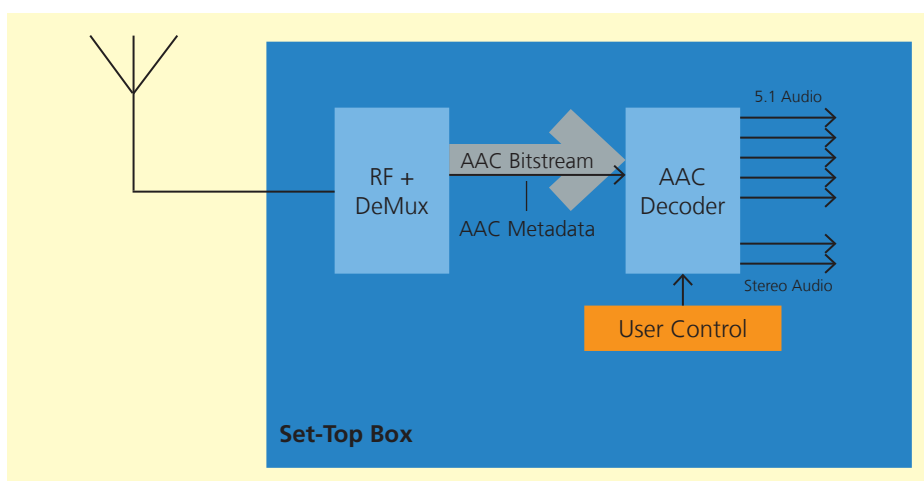 5.1 Audio
AAC Bitstream
RF +
DeMux
AAC
Decoder
AAC Metadata
Stereo Audio
User Control
Set-Top Box